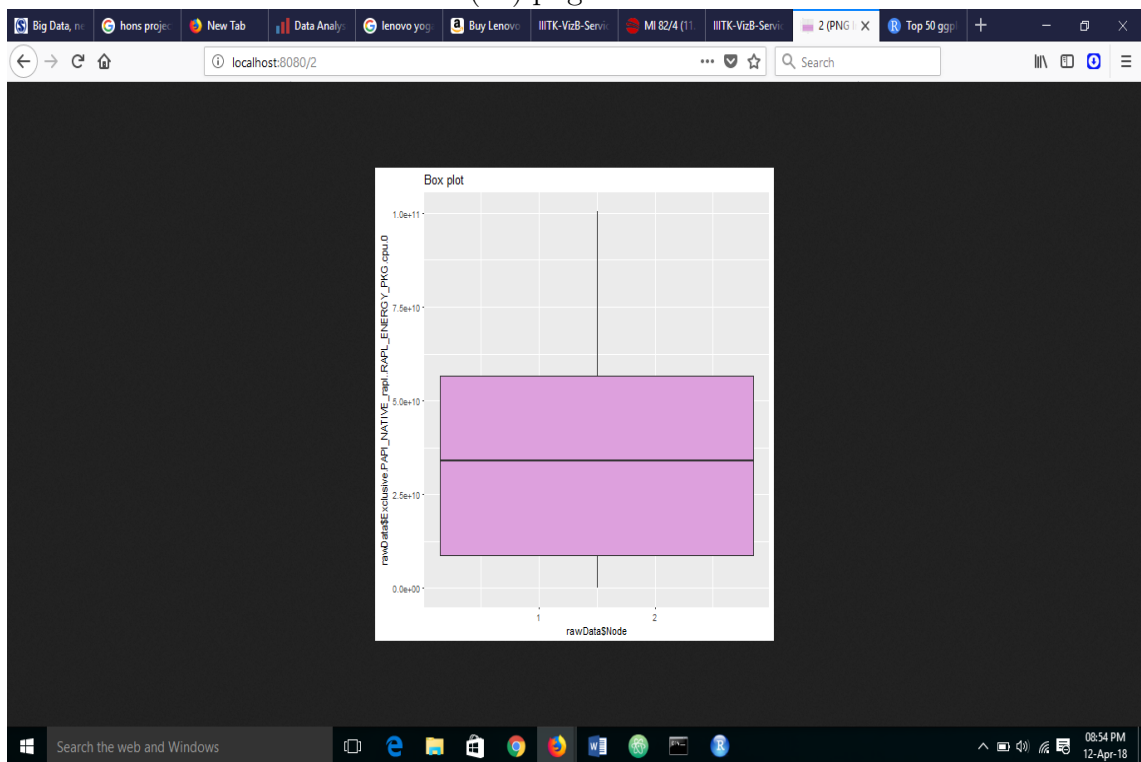 Big Data, ne
hons projec
New Tab
Data Analys
lenovo yoga
Buy Lenovo
IIITK-VizB-Servic
MI 82/4 (11.
IIITK-VizB-Servic
2 (PNG I
Top 50 ggpl
localhost:8080/2
Search
Box plot
1.0e+11
7.5e+10
5.0e+10
2.5e+10
0.0e+00
rawData$Exclusive.PAPI_NATIVE_rapl..RAPL_ENERGY_PKG.cpu.0
1
2
rawData$Node
Search the web and Windows
08:54 PM
12-Apr-18